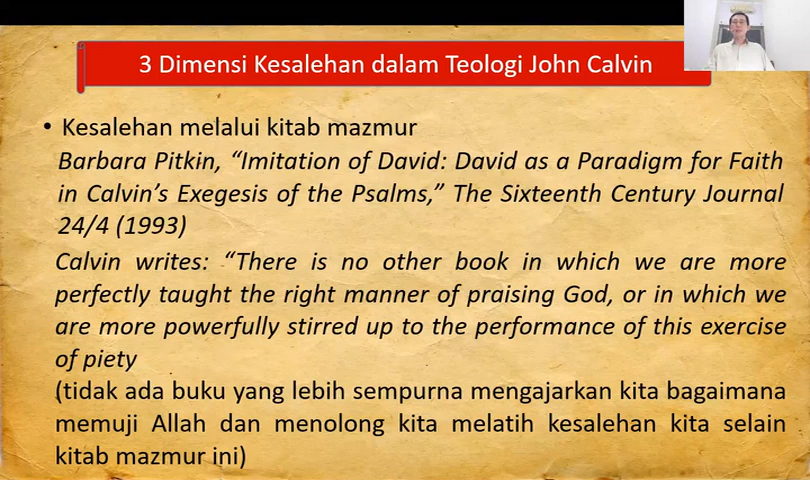 3 Dimensi Kesalehan dalam Teologi John Calvin
• Kesalehan melalui kitab mazmur
Barbara Pitkin, “Imitation of David: David as a Paradigm for Faith
in Calvin’s Exegesis of the Psalms,” The Sixteenth Century Journal
24/4 (1993)
Calvin writes: “There is no other book in which we are more
perfectly taught the right manner of praising God, or in which we
are more powerfully stirred up to the performance of this exercise
of piety
(tidak ada buku yang lebih sempurna mengajarkan kita bagaimana
memuji Allah dan menolong kita melatih kesalehan kita selain
kitab mazmur ini)